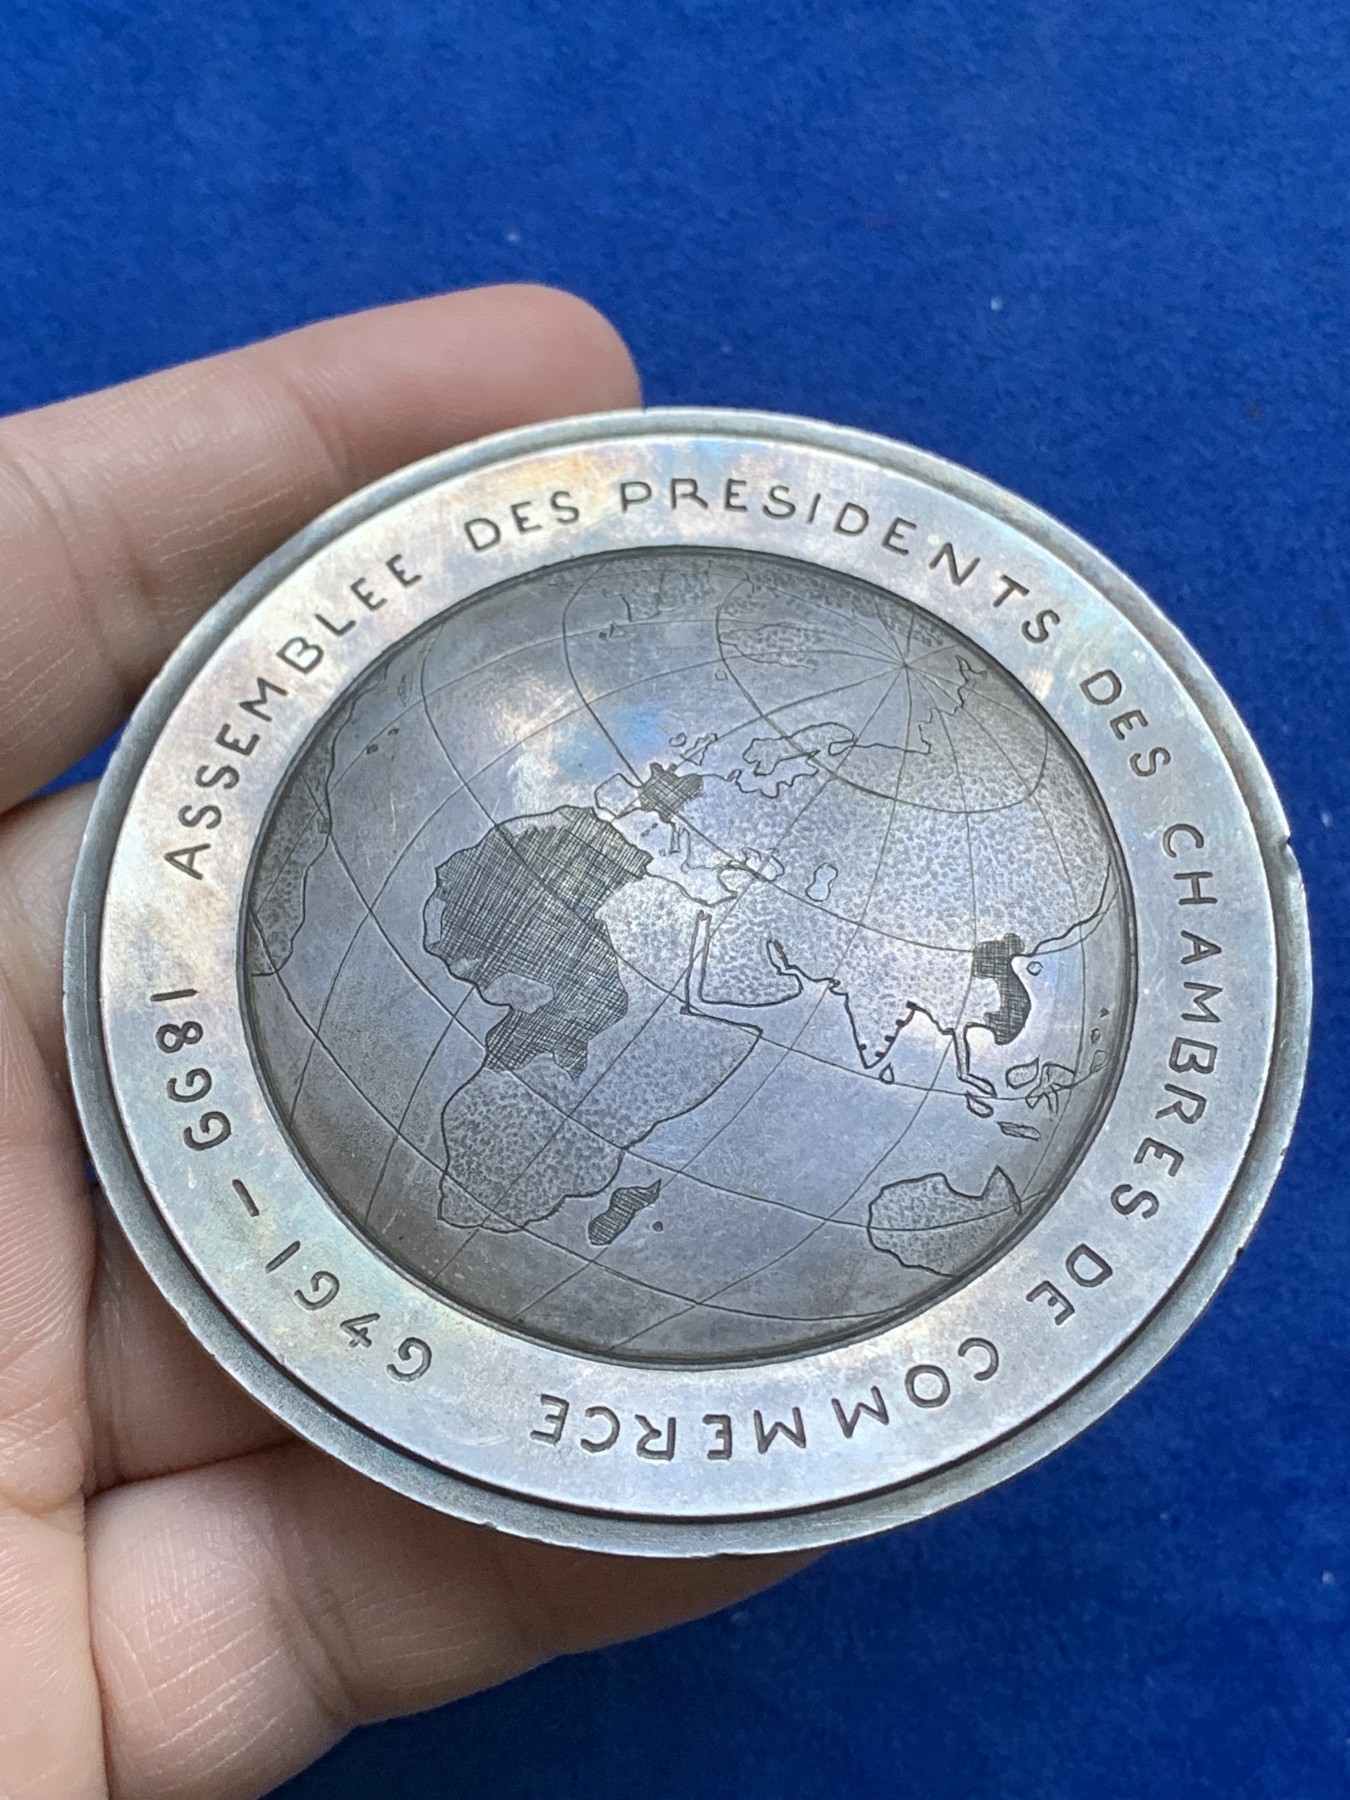 ASSEMBLEE DES PRESIDENTS DES CHAMBRES DE COMMERCE
1899 - 1949